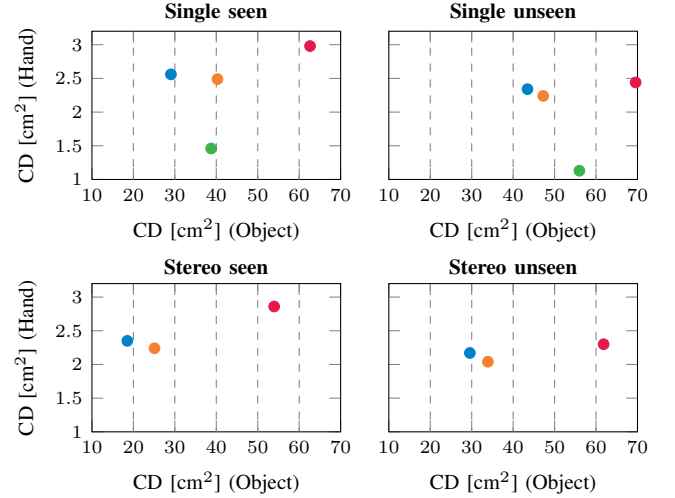 Single seen
Single unseen
3
2.5
2
1.5
1
CD [cm²] (Hand)
10 20 30 40 50 60 70
10 20 30 40 50 60 70
CD [cm²] (Object)
CD [cm²] (Object)
Stereo seen
Stereo unseen
3
2.5
2
1.5
1
CD [cm²] (Hand)
10 20 30 40 50 60 70
10 20 30 40 50 60 70
CD [cm²] (Object)
CD [cm²] (Object)